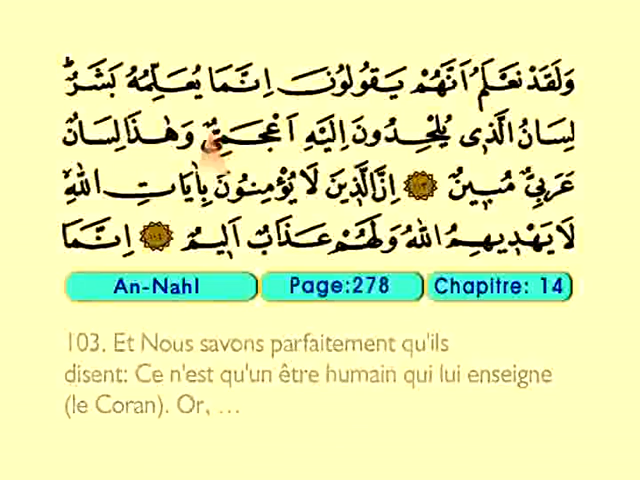 وَلَقَدْ نَعْلَمُ اَنَّهُمْ يَقُولُونَ اِنَّمَا يُعَلِّمُهُ بَشَرٌ
لِسَانُ الَّذٖى يُلْحِدُونَ اِلَيْهِ اَعْجَمِىٌّ وَهٰذَا لِسَانٌ
عَرَبِىٌّ مُبٖينٌ ﴿١٠٣﴾ اِنَّ الَّذٖينَ لَا يُؤْمِنُونَ بِاٰيَاتِ اللّٰهِ
لَا يَهْدٖيهِمُ اللّٰهُ وَلَهُمْ عَذَابٌ اَلٖيمٌ ﴿١٠٤﴾ اِنَّمَا
An-Nahl Page:278 Chapitre: 14
103. Et Nous savons parfaitement qu'ils
disent: Ce n'est qu'un être humain qui lui enseigne
(le Coran). Or, ...